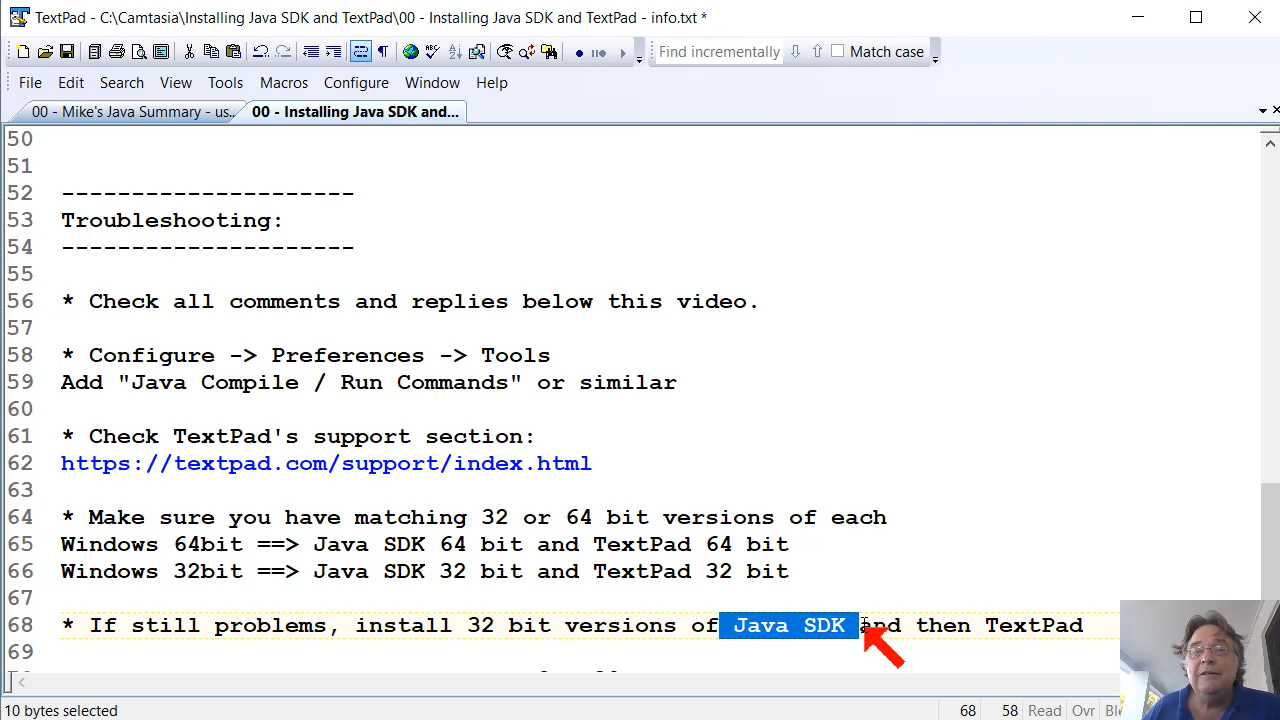 TextPad - C:\Camtasia\Installing Java SDK and TextPad\00 - Installing Java SDK and TextPad - info.txt *
Find incrementally Match case
File Edit Search View Tools Macros Configure Window Help
00 - Mike's Java Summary - us... 00 - Installing Java SDK and...
50
51
52 ---------------------
53 Troubleshooting:
54 ---------------------
55
56 * Check all comments and replies below this video.
57
58 * Configure -> Preferences -> Tools
59 Add "Java Compile / Run Commands" or similar
60
61 * Check TextPad's support section:
62 https://textpad.com/support/index.html
63
64 * Make sure you have matching 32 or 64 bit versions of each
65 Windows 64bit ==> Java SDK 64 bit and TextPad 64 bit
66 Windows 32bit ==> Java SDK 32 bit and TextPad 32 bit
67
68 * If still problems, install 32 bit versions of Java SDK and then TextPad
69
10 bytes selected 68 58 Read Ovr